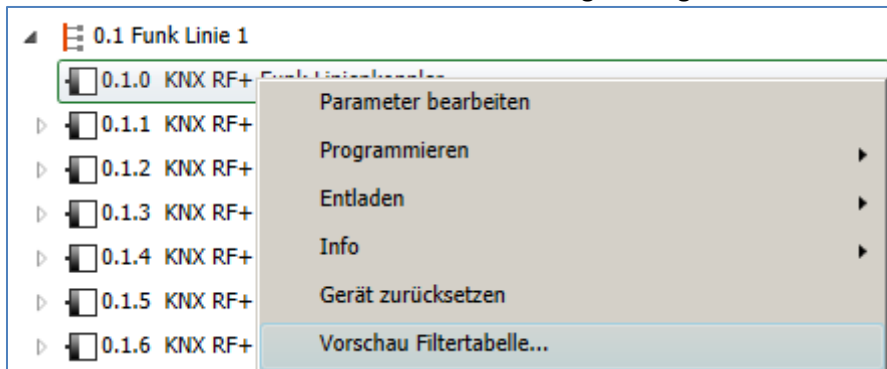 0.1 Funk Linie 1
0.1.0 KNX RF+ Funk Linienkoppler
0.1.1 KNX RF+
0.1.2 KNX RF+
0.1.3 KNX RF+
0.1.4 KNX RF+
0.1.5 KNX RF+
0.1.6 KNX RF+
Parameter bearbeiten
Programmieren
Entladen
Info
Gerät zurücksetzen
Vorschau Filtertabelle...